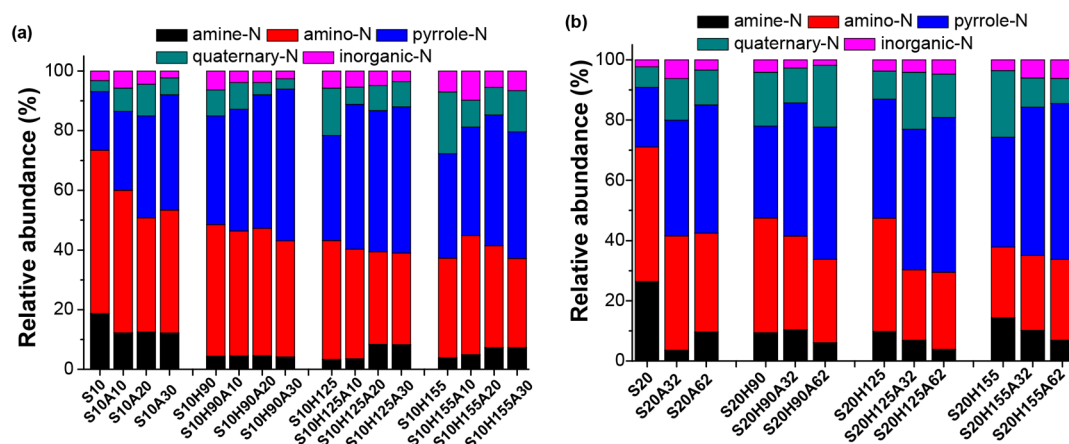 (a)
amine-N amino-N pyrrole-N
quaternary-N inorganic-N
Relative abundance (%)
100
80
60
40
20
0
S10
S10A10
S10A20
S10A30
S10H90
S10H90A10
S10H90A20
S10H90A30
S10H125
S10H125A10
S10H125A20
S10H125A30
S10H155
S10H155A10
S10H155A20
S10H155A30
(b)
amine-N amino-N pyrrole-N
quaternary-N inorganic-N
Relative abundance (%)
100
80
60
40
20
0
S20
S20A32
S20A62
S20H90
S20H90A32
S20H90A62
S20H125
S20H125A32
S20H125A62
S20H155
S20H155A32
S20H155A62